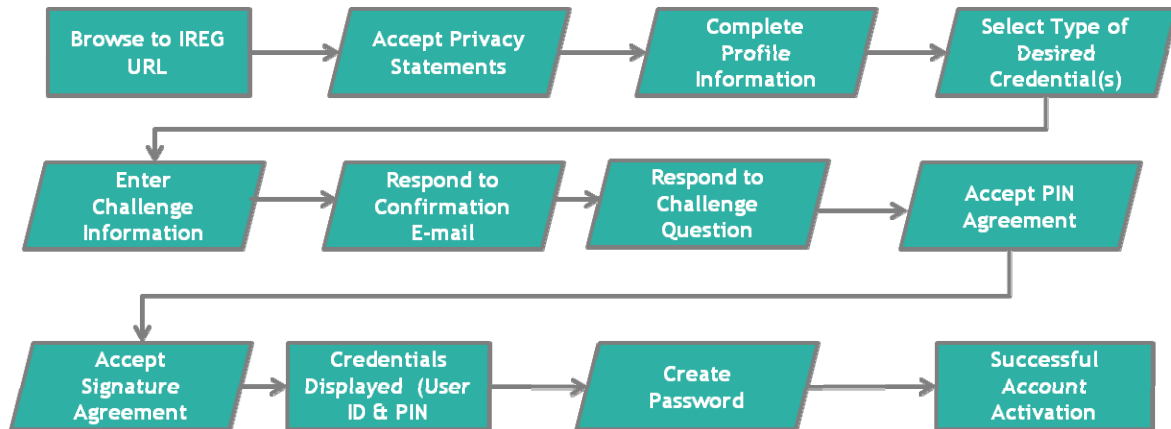 Browse to IREG
URL
Accept Privacy
Statements
Complete
Profile
Information
Select Type of
Desired
Credential(s)
Enter
Challenge
Information
Respond to
Confirmation
E-mail
Respond to
Challenge
Question
Accept PIN
Agreement
Accept
Signature
Agreement
Credentials
Displayed (User
ID & PIN
Create
Password
Successful
Account
Activation